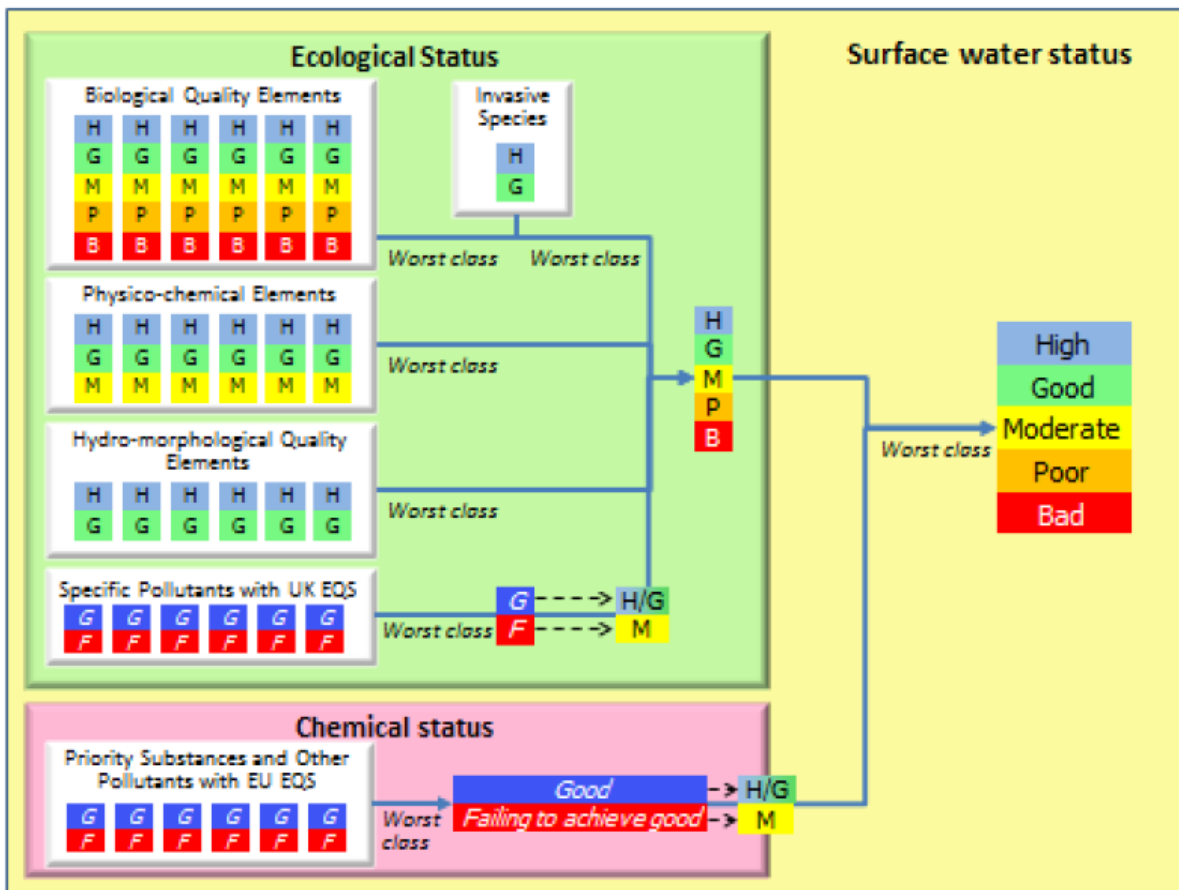 Surface water status
Ecological Status
Biological Quality Elements
H H H H H H
G G G G G G
M M M M M M
P P P P P P
B B B B B B
Invasive
Species
H
G
Worst class Worst class
Physico-chemical Elements
H H H H H H
G G G G G G
M M M M M M
Worst class
Hydro-morphological Quality
Elements
H H H H H H
G G G G G G
Worst class
Specific Pollutants with UK EQS
G G G G G G
F F F F F F
Worst class
G H/G
F M
H
G
M
P
B
Chemical status
Priority Substances and Other
Pollutants with EU EQS
G G G G G G
F F F F F F
Worst
class
Good H/G
Failing to achieve good M
Worst class
High
Good
Moderate
Poor
Bad